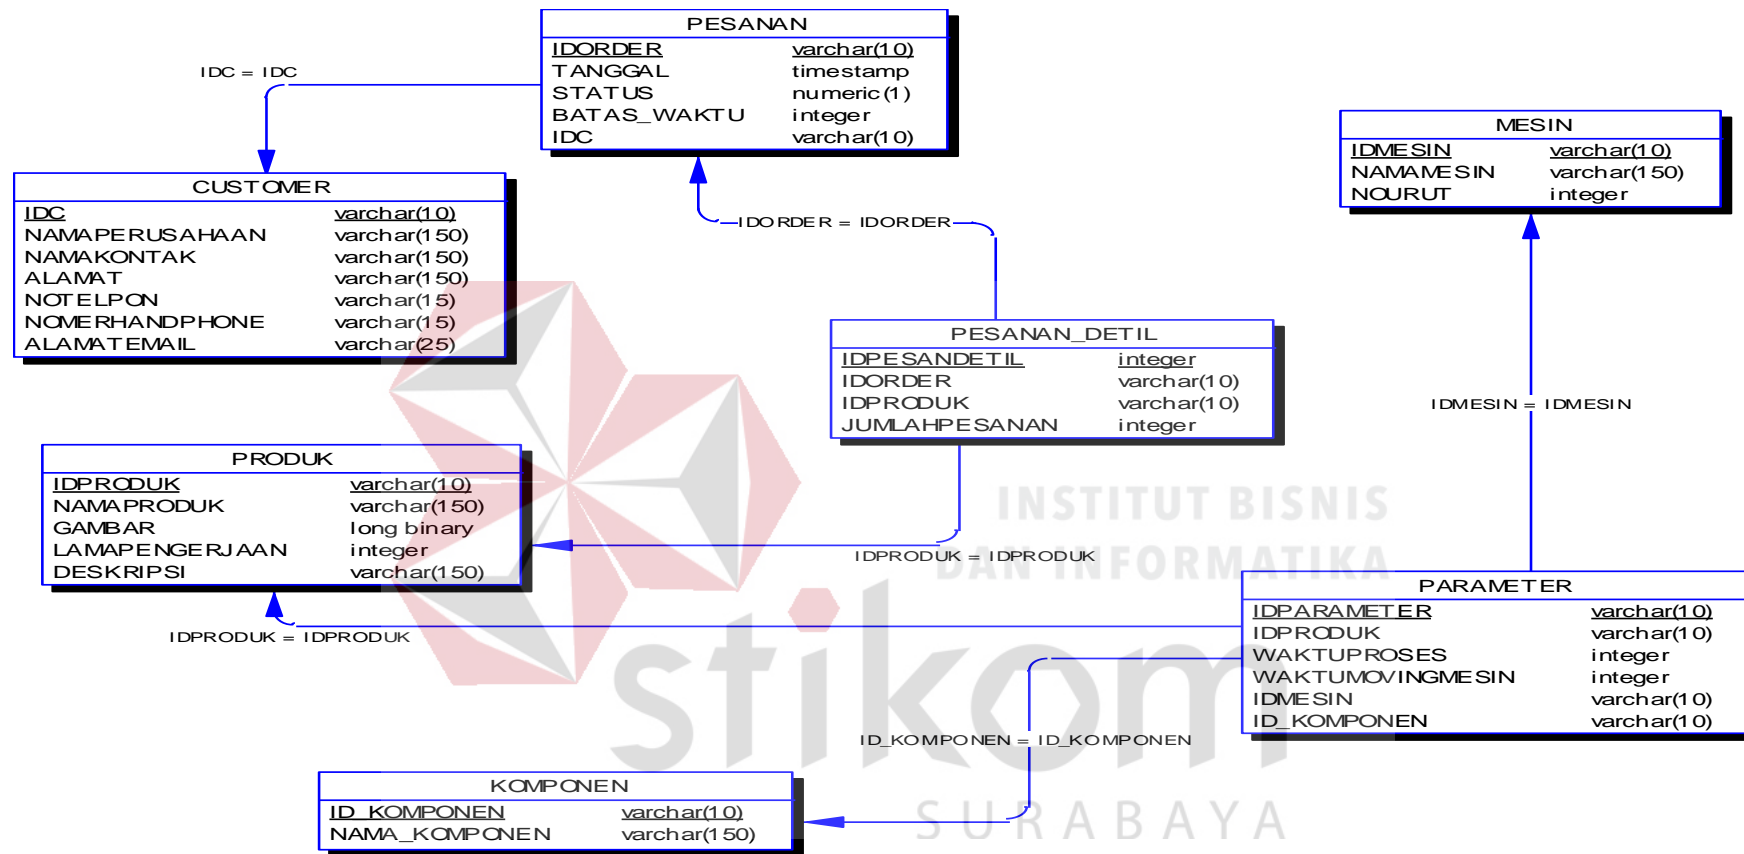 PESANAN
IDORDER varchar(10)
TANGGAL timestamp
STATUS numeric(1)
BATAS_WAKTU integer
IDC varchar(10)
IDC = IDC
MESIN
IDMESIN varchar(10)
NAMAMESIN varchar(150)
NOURUT integer
CUSTOMER
IDC varchar(10)
NAMAPERUSAHAAN varchar(150)
NAMAKONTAK varchar(150)
ALAMAT varchar(150)
NOTELPON varchar(15)
NOMERHANDPHONE varchar(15)
ALAMATEMAIL varchar(25)
IDORDER = IDORDER
PESANAN_DETIL
IDPESANDETIL integer
IDORDER varchar(10)
IDPRODUK varchar(10)
JUMLAHPESANAN integer
IDMESIN = IDMESIN
PRODUK
IDPRODUK varchar(10)
NAMAPRODUK varchar(150)
GAMBAR long binary
LAMAPENGERJAAN integer
DESKRIPSI varchar(150)
INSTITUT BISNIS
DAN INFORMATIKA
IDPRODUK = IDPRODUK
PARAMETER
IDPARAMETER varchar(10)
IDPRODUK varchar(10)
WAKTUPROSES integer
WAKTUMOVINGMESIN integer
IDMESIN varchar(10)
ID_KOMPONEN varchar(10)
IDPRODUK = IDPRODUK
stikom
ID_KOMPONEN = ID_KOMPONEN
KOMPONEN
ID_KOMPONEN varchar(10)
NAMA_KOMPONEN varchar(150)
SURABAYA